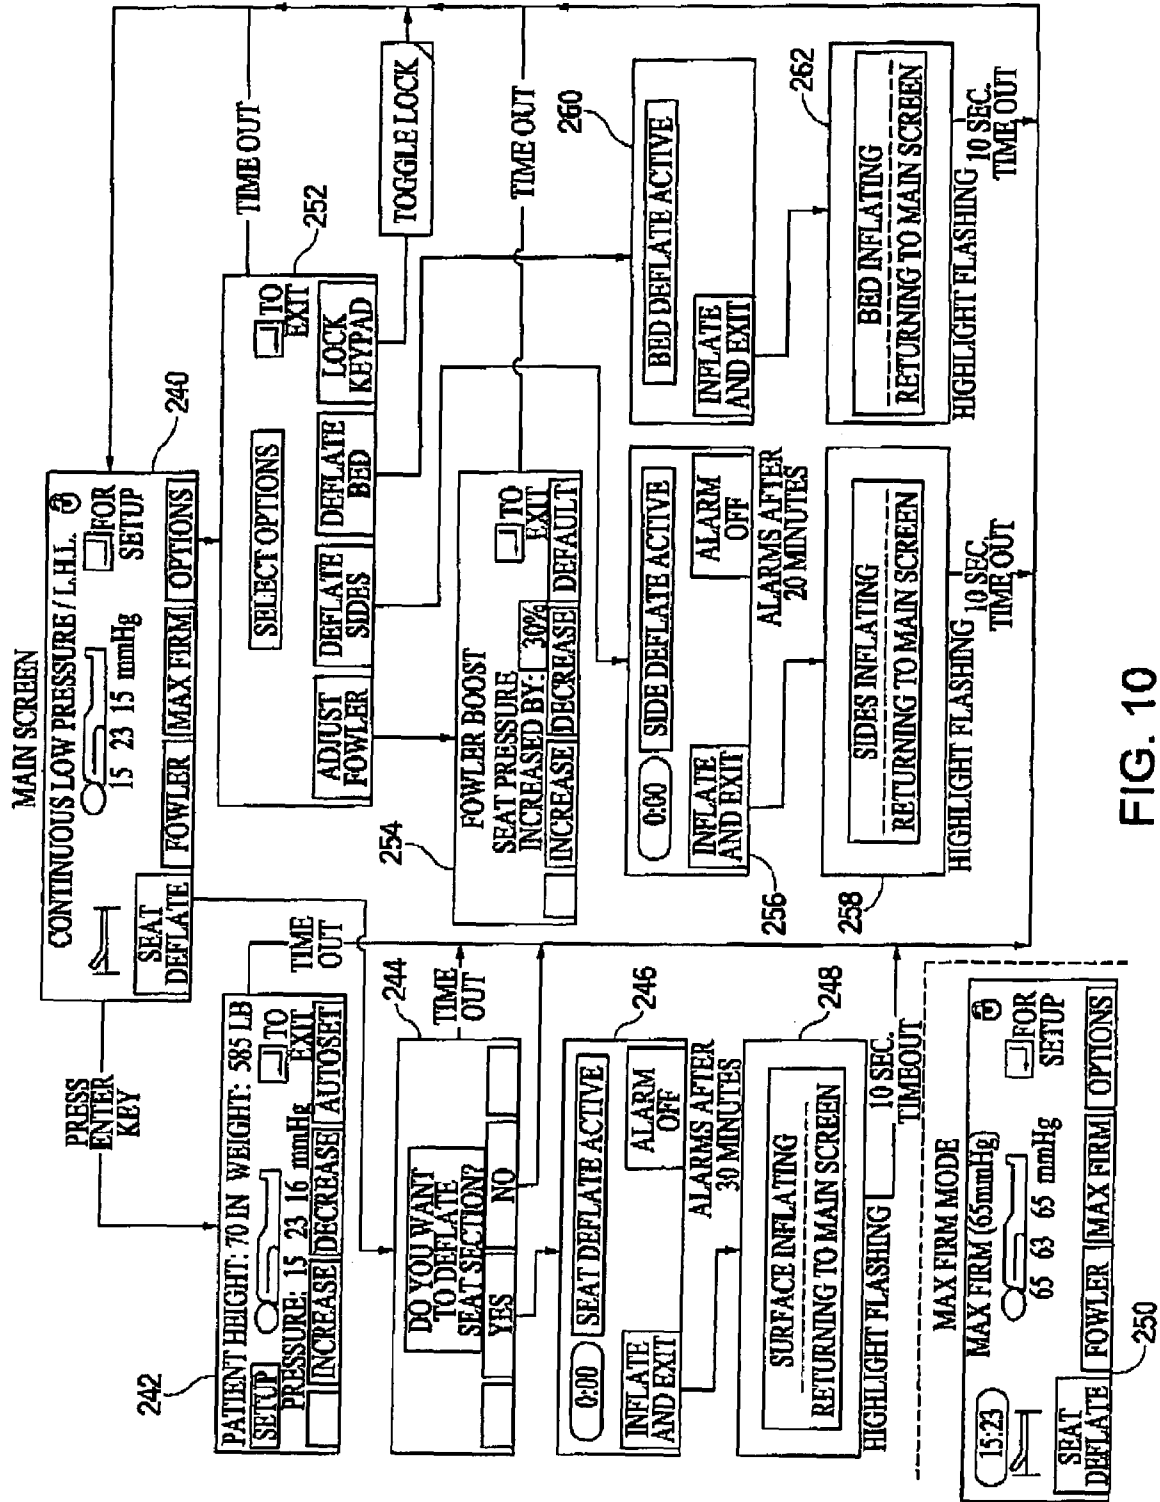 MAIN SCREEN
CONTINUOUS LOW PRESSURE / L.H.L.
FOR
SETUP
15 23 15 mmHg
SEAT
DEFLATE
FOWLER
MAX FIRM
OPTIONS
240
PRESS
ENTER
KEY
TIME
OUT
242
PATIENT HEIGHT: 70 IN WEIGHT: 585 LB
SETUP
TO
EXIT
PRESSURE: 15 23 16 mmHg
INCREASE
DECREASE
AUTOSET
244
DO YOU WANT
TO DEFLATE
SEAT SECTION?
YES
NO
TIME
OUT
246
0:00
SEAT DEFLATE ACTIVE
INFLATE
AND EXIT
ALARM
OFF
ALARMS AFTER
30 MINUTES
248
SURFACE INFLATING
RETURNING TO MAIN SCREEN
HIGHLIGHT FLASHING
10 SEC.
TIMEOUT
MAX FIRM MODE
15:23
MAX FIRM (65mmHg)
FOR
SETUP
65 63 65 mmHg
SEAT
DEFLATE
FOWLER
MAX FIRM
OPTIONS
250
252
SELECT OPTIONS
TO
EXIT
ADJUST
FOWLER
DEFLATE
SIDES
DEFLATE
BED
LOCK
KEYPAD
TIME OUT
TOGGLE LOCK
254
FOWLER BOOST
SEAT PRESSURE
INCREASED BY: 30%
TO
EXIT
INCREASE
DECREASE
DEFAULT
TIME OUT
256
0:00
SIDE DEFLATE ACTIVE
INFLATE
AND EXIT
ALARM
OFF
ALARMS AFTER
20 MINUTES
258
SIDES INFLATING
RETURNING TO MAIN SCREEN
HIGHLIGHT FLASHING
10 SEC.
TIME OUT
260
BED DEFLATE ACTIVE
INFLATE
AND EXIT
262
BED INFLATING
RETURNING TO MAIN SCREEN
HIGHLIGHT FLASHING
10 SEC.
TIME OUT
FIG. 10